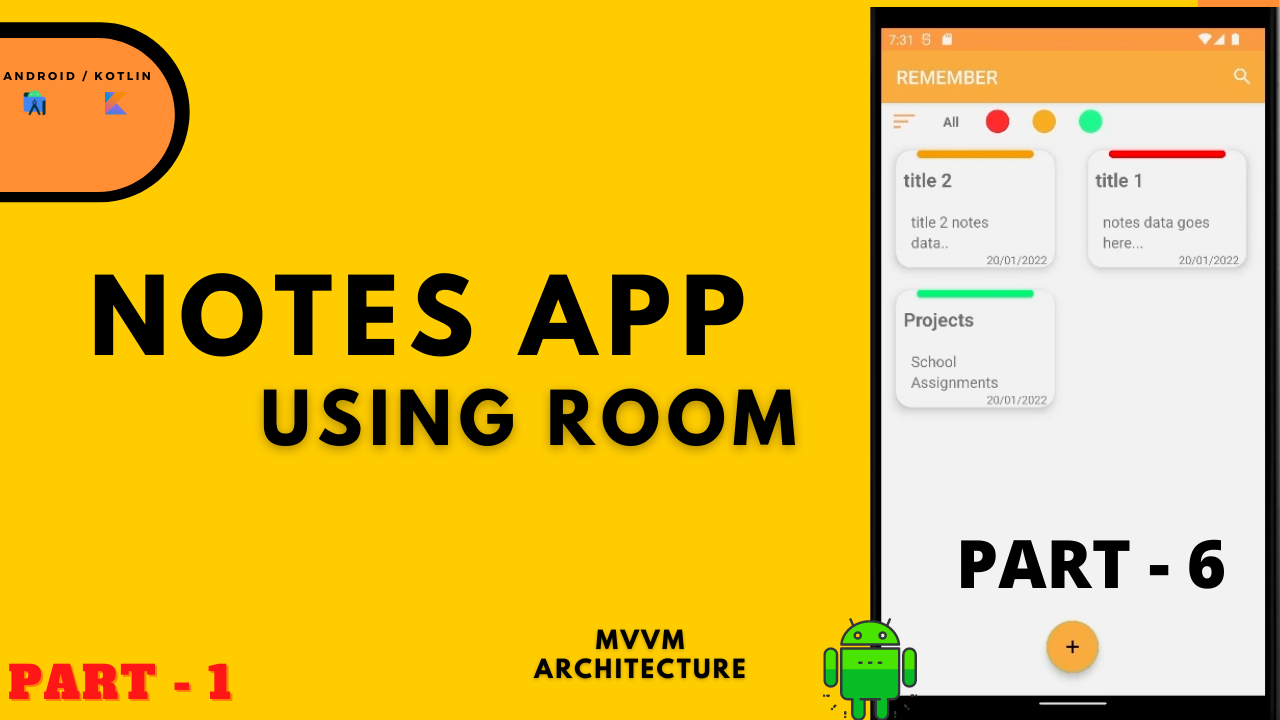 ANDROID / KOTLIN
NOTES APP
USING ROOM
MVVM
ARCHITECTURE
PART - 1
7:31
REMEMBER
All
title 2
title 2 notes
data..
20/01/2022
title 1
notes data goes
here...
20/01/2022
Projects
School
Assignments
20/01/2022
PART - 6
+